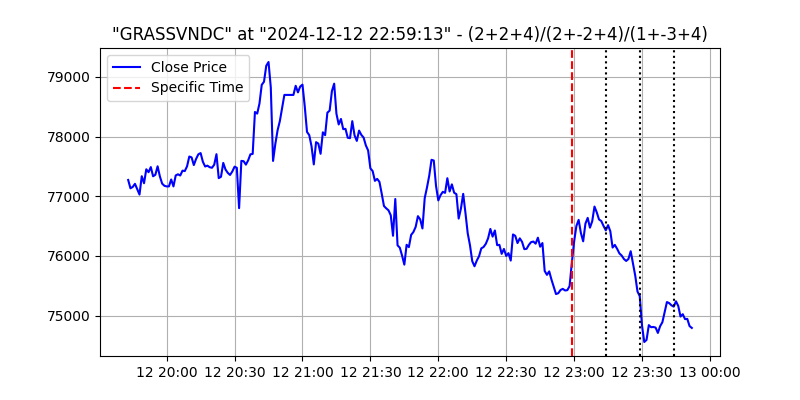 "GRASSVNDC" at "2024-12-12 22:59:13" - (2+2+4)/(2+-2+4)/(1+-3+4)
Close Price
Specific Time
79000
78000
77000
76000
75000
12 20:00 12 20:30 12 21:00 12 21:30 12 22:00 12 22:30 12 23:00 12 23:30 13 00:00